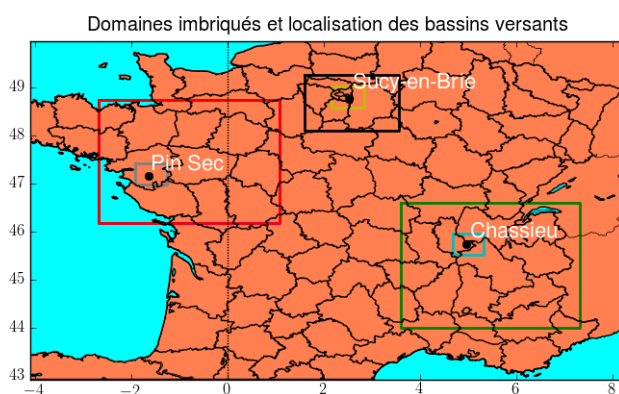 Domaines imbriqués et localisation des bassins versants
49
Sucy-en-Brie
48
Pin Sec
47
46
Chassieu
45
44
43
−4 −2 0 2 4 6 8